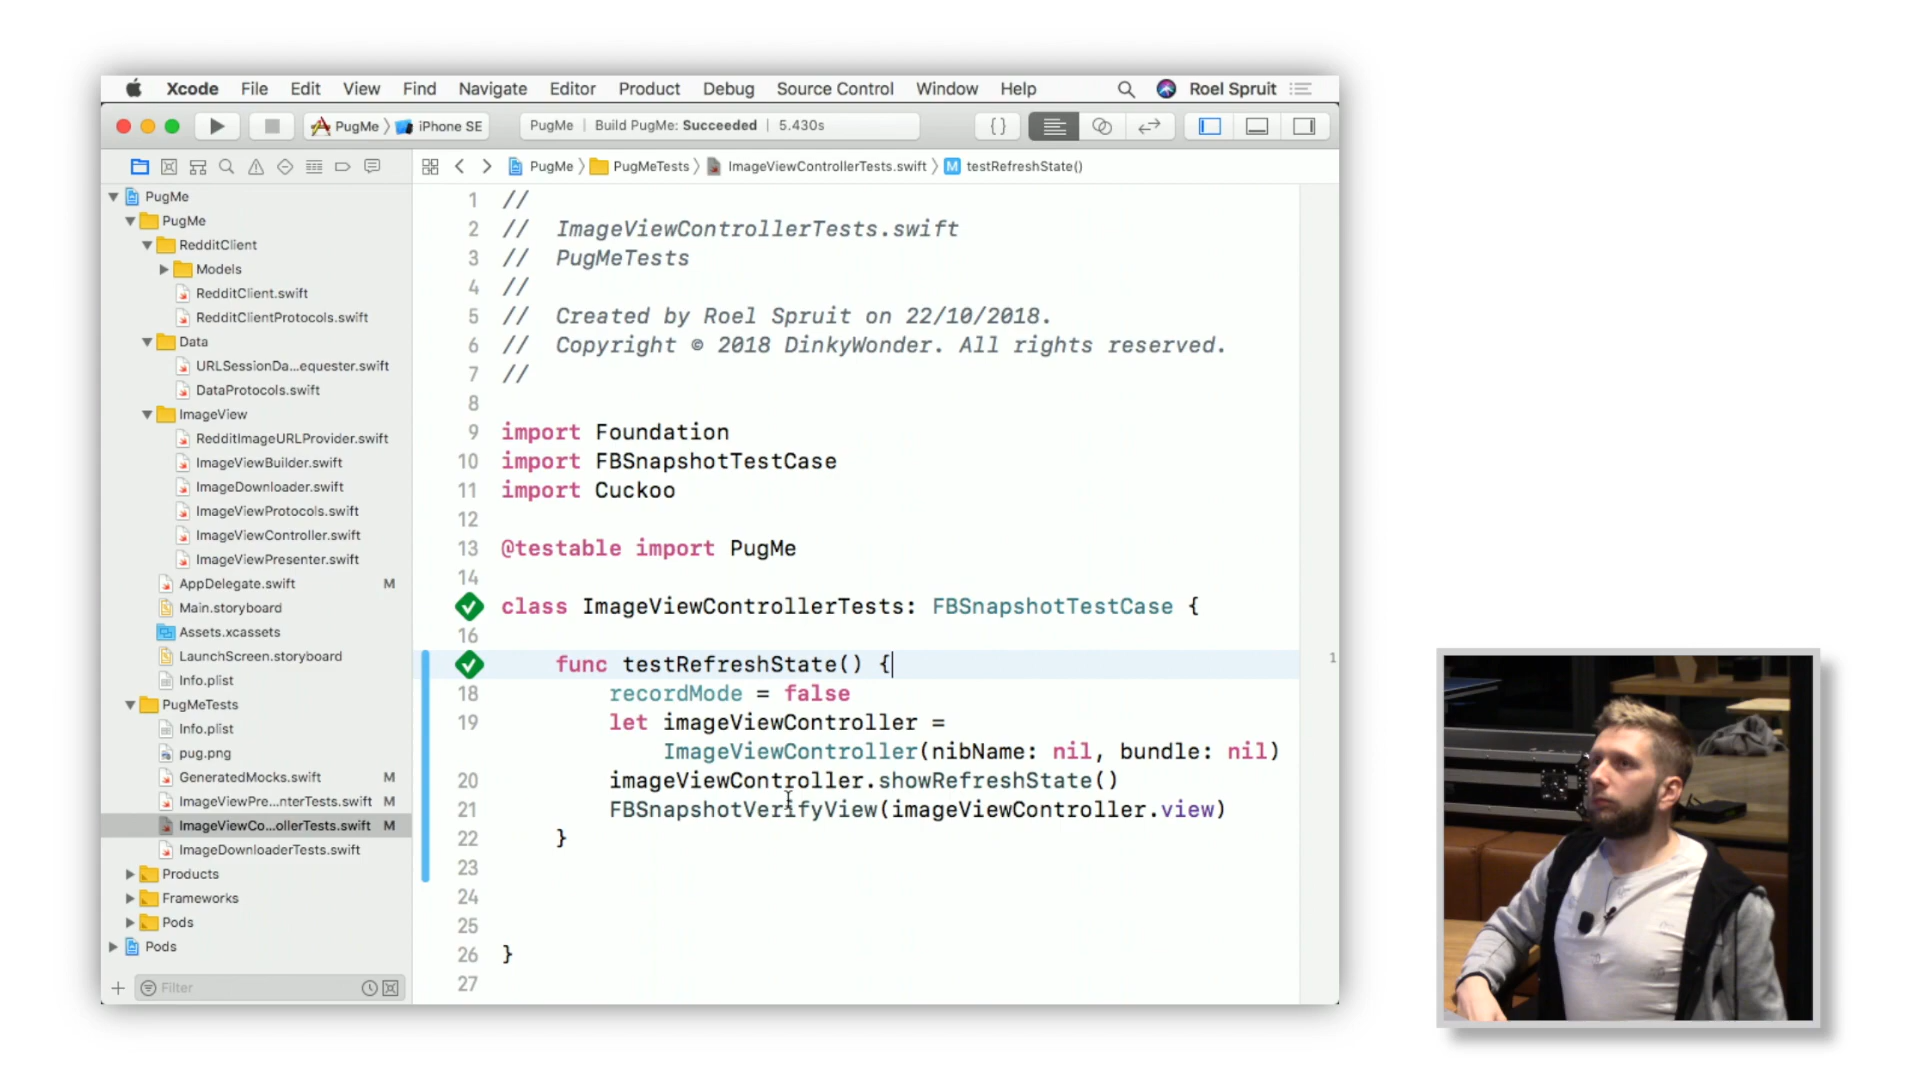 Xcode File Edit View Find Navigate Editor Product Debug Source Control Window Help Roel Spruit
PugMe iPhone SE PugMe | Build PugMe: Succeeded | 5.430s
PugMe PugMeTests ImageViewControllerTests.swift M testRefreshState()
PugMe
PugMe
RedditClient
Models
RedditClient.swift
RedditClientProtocols.swift
Data
URLSessionDa...equester.swift
DataProtocols.swift
ImageView
RedditImageURLProvider.swift
ImageViewBuilder.swift
ImageDownloader.swift
ImageViewProtocols.swift
ImageViewController.swift
ImageViewPresenter.swift
AppDelegate.swift M
Main.storyboard
Assets.xcassets
LaunchScreen.storyboard
Info.plist
PugMeTests
Info.plist
pug.png
GeneratedMocks.swift M
ImageViewPre...nterTests.swift M
ImageViewCo...ollerTests.swift M
ImageDownloaderTests.swift
Products
Frameworks
Pods
Pods
Filter
1 //
2 // ImageViewControllerTests.swift
3 // PugMeTests
4 //
5 // Created by Roel Spruit on 22/10/2018.
6 // Copyright © 2018 DinkyWonder. All rights reserved.
7 //
8
9 import Foundation
10 import FBSnapshotTestCase
11 import Cuckoo
12
13 @testable import PugMe
14
class ImageViewControllerTests: FBSnapshotTestCase {
16
func testRefreshState() { 1
18 recordMode = false
19 let imageViewController =
ImageViewController(nibName: nil, bundle: nil)
20 imageViewController.showRefreshState()
21 FBSnapshotVerifyView(imageViewController.view)
22 }
23
24
25
26 }
27